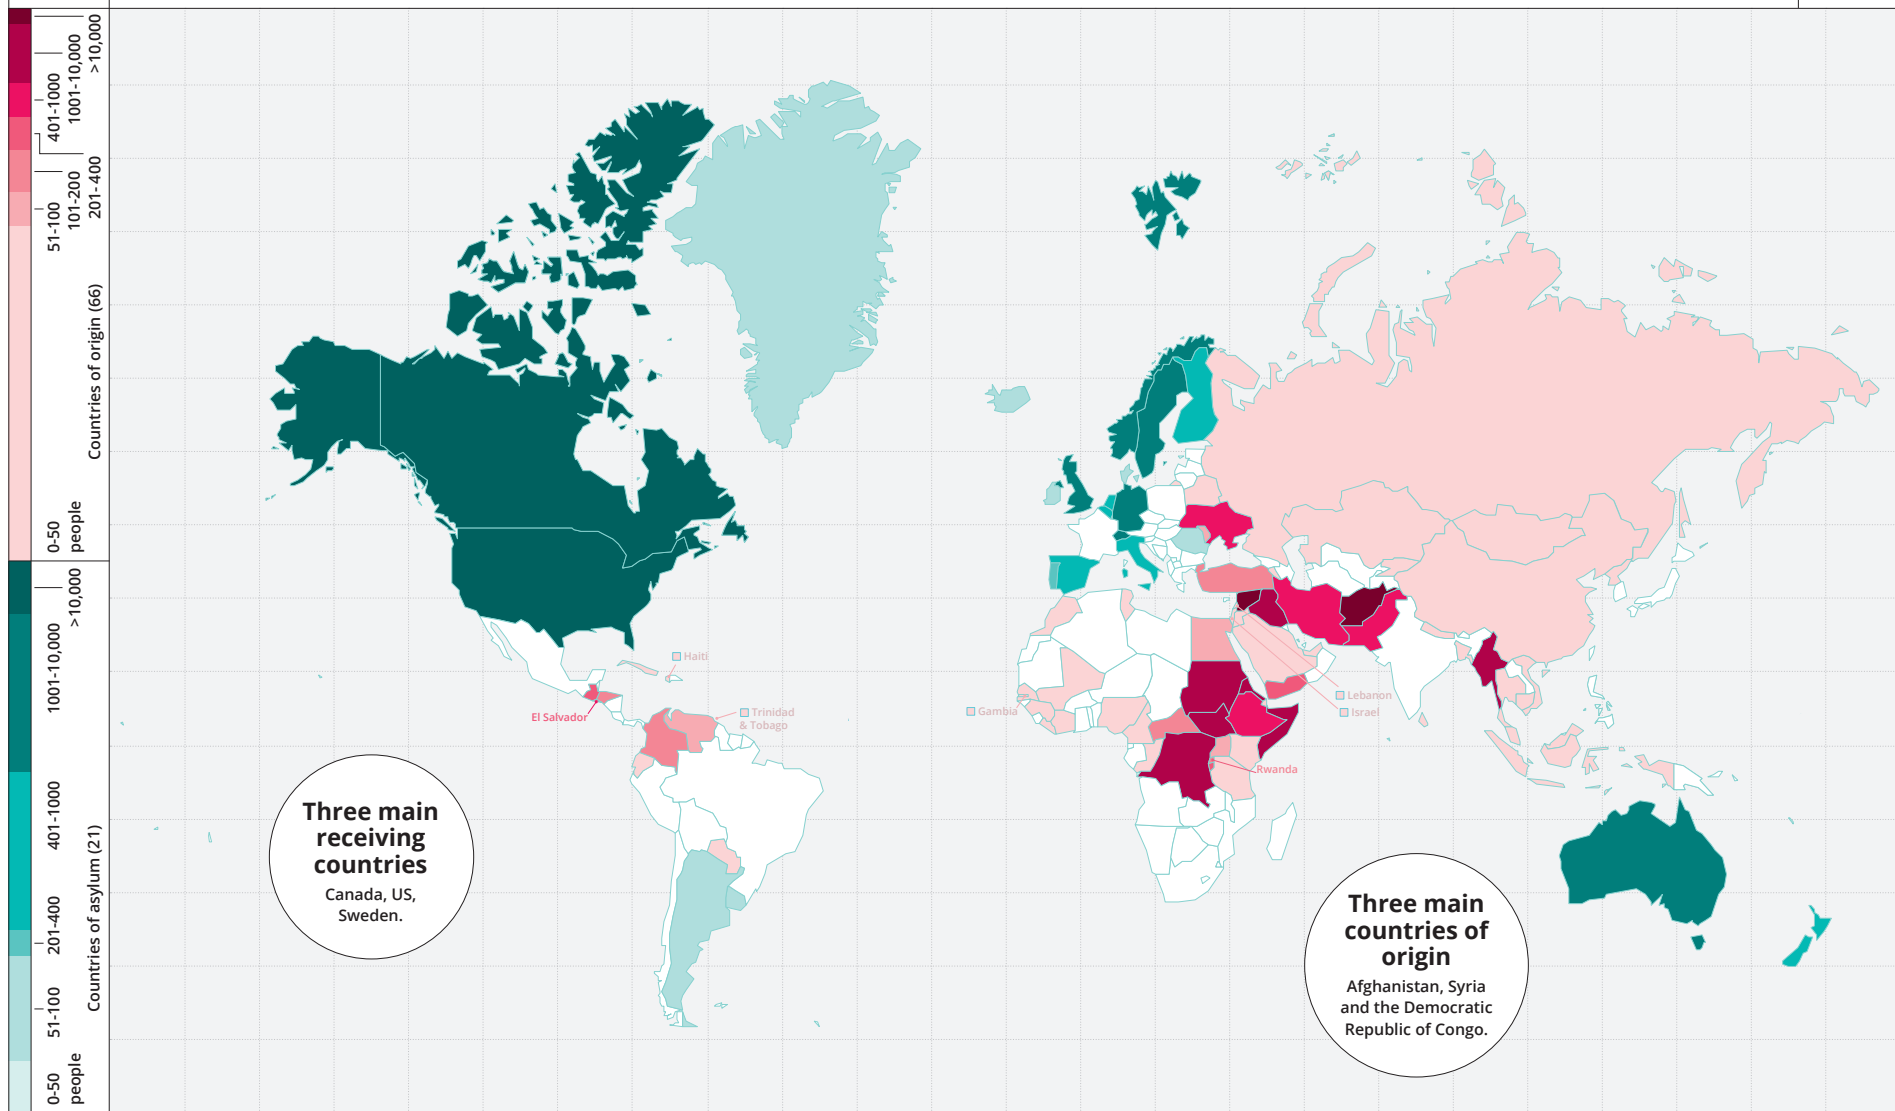 >10,000
1001-10,000
401-1000
201-400
101-200
51-100
0-50
people
Countries of origin (66)
>10,000
1001-10,000
401-1000
201-400
51-100
0-50
people
Countries of asylum (21)
Haiti
El Salvador
Trinidad
& Tobago
Gambia
Lebanon
Israel
Rwanda
Three main
receiving
countries
Canada, US,
Sweden.
Three main
countries of
origin
Afghanistan, Syria
and the Democratic
Republic of Congo.